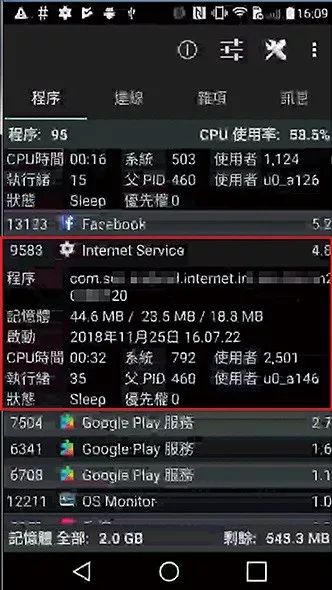 16:09
程序 連線 雜項 訊息
程序: 95 CPU 使用率: 53.5%
CPU時間 00:16 系統 503 使用者 1,124
執行緒 15 父 PID 460 使用者 u0_a126
狀態 Sleep 優先權 0
13123 Facebook 5.2
9583 Internet Service 4.8
程序 com.su d.internet.in 20
記憶體 44.6 MB / 23.5 MB / 18.8 MB
啟動 2018年11月25日 16.07.22
CPU時間 00:32 系統 792 使用者 2,501
執行緒 35 父 PID 460 使用者 u0_a146
狀態 Sleep 優先權 0
7504 Google Play 服務 2.7
6341 Google Play 服務 1.6
6708 Google Play 服務 1.1
12211 OS Monitor 1.0
記憶體 全部: 2.0 GB 剩餘: 543.3 MB